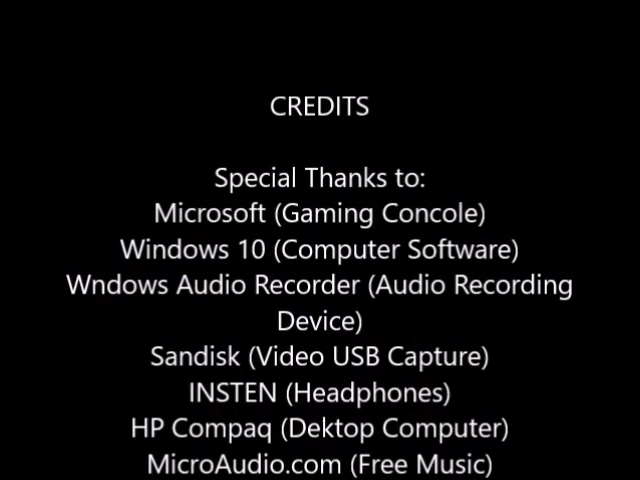 CREDITS
Special Thanks to:
Microsoft (Gaming Concole)
Windows 10 (Computer Software)
Wndows Audio Recorder (Audio Recording
Device)
Sandisk (Video USB Capture)
INSTEN (Headphones)
HP Compaq (Dektop Computer)
MicroAudio.com (Free Music)